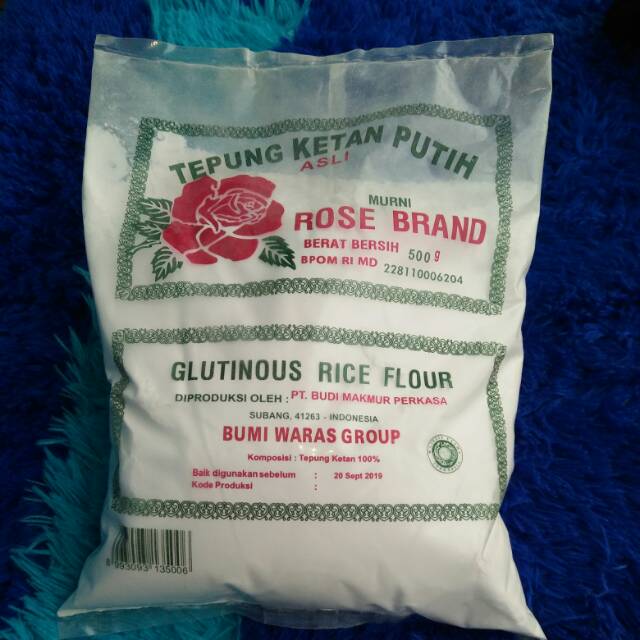 TEPUNG KETAN PUTIH
ASLI
MURNI
ROSE BRAND
BERAT BERSIH 500 g
BPOM RI MD 228110006204
GLUTINOUS RICE FLOUR
DIPRODUKSI OLEH : PT. BUDI MAKMUR PERKASA
SUBANG, 41263 - INDONESIA
BUMI WARAS GROUP
Komposisi : Tepung Ketan 100%
Baik digunakan sebelum : 20 Sept 2019
Kode Produksi :
8993093135006